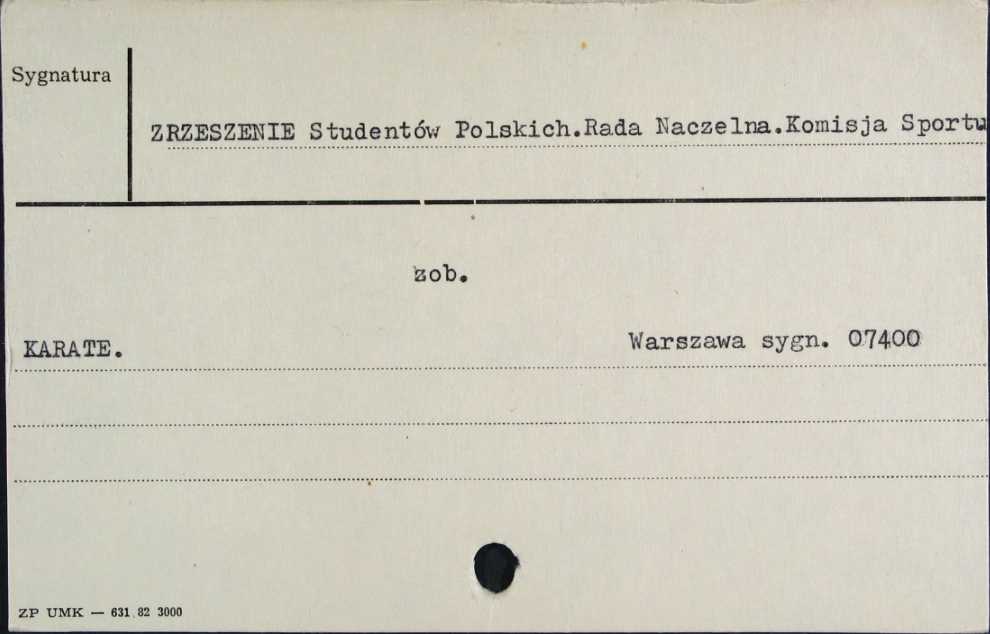 Sygnatura
ZRZESZENIE Studentów Polskich.Rada Naczelna.Komisja Sportu
zob.
KARATE. Warszawa sygn. 07400
ZP UMK — 631.82 3000